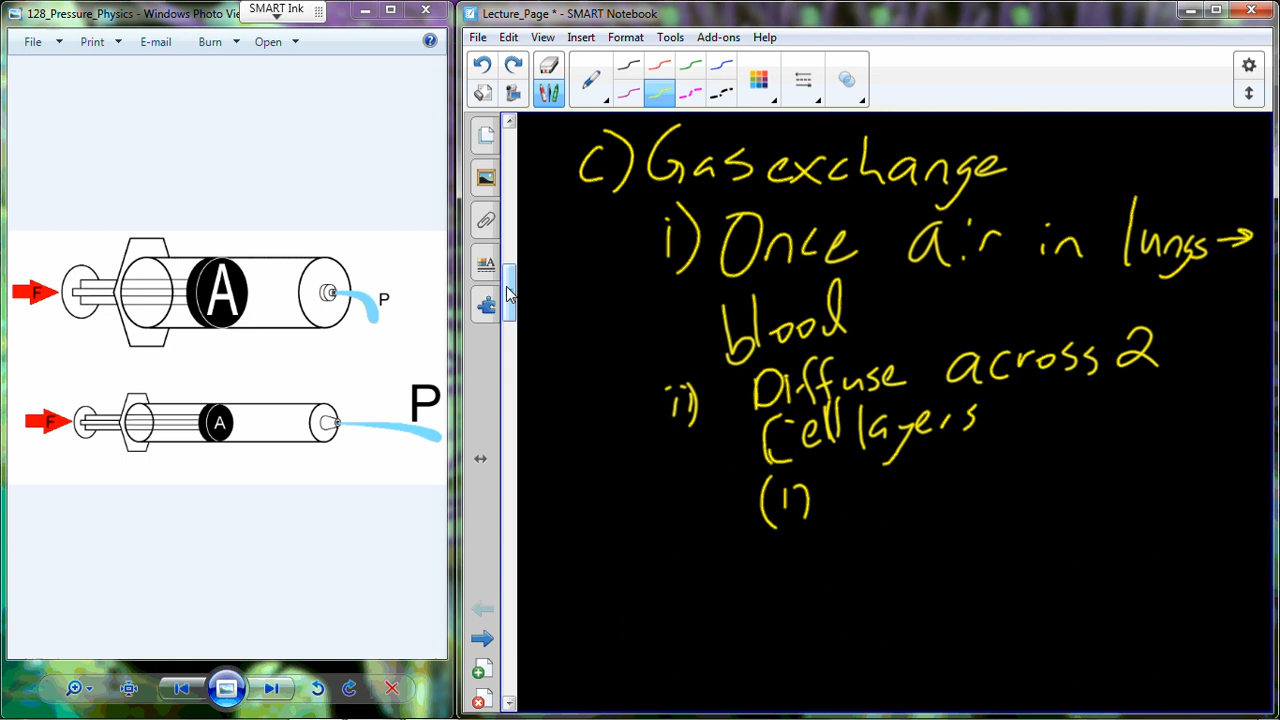 128_Pressure_Physics - Windows Photo Vie
SMART Ink
File Print E-mail Burn Open
F A P
F A P
Lecture_Page * - SMART Notebook
File Edit View Insert Format Tools Add-ons Help
c) Gas exchange
i) Once air in lungs →
blood
ii) Diffuse across 2
Cell layers
(1)